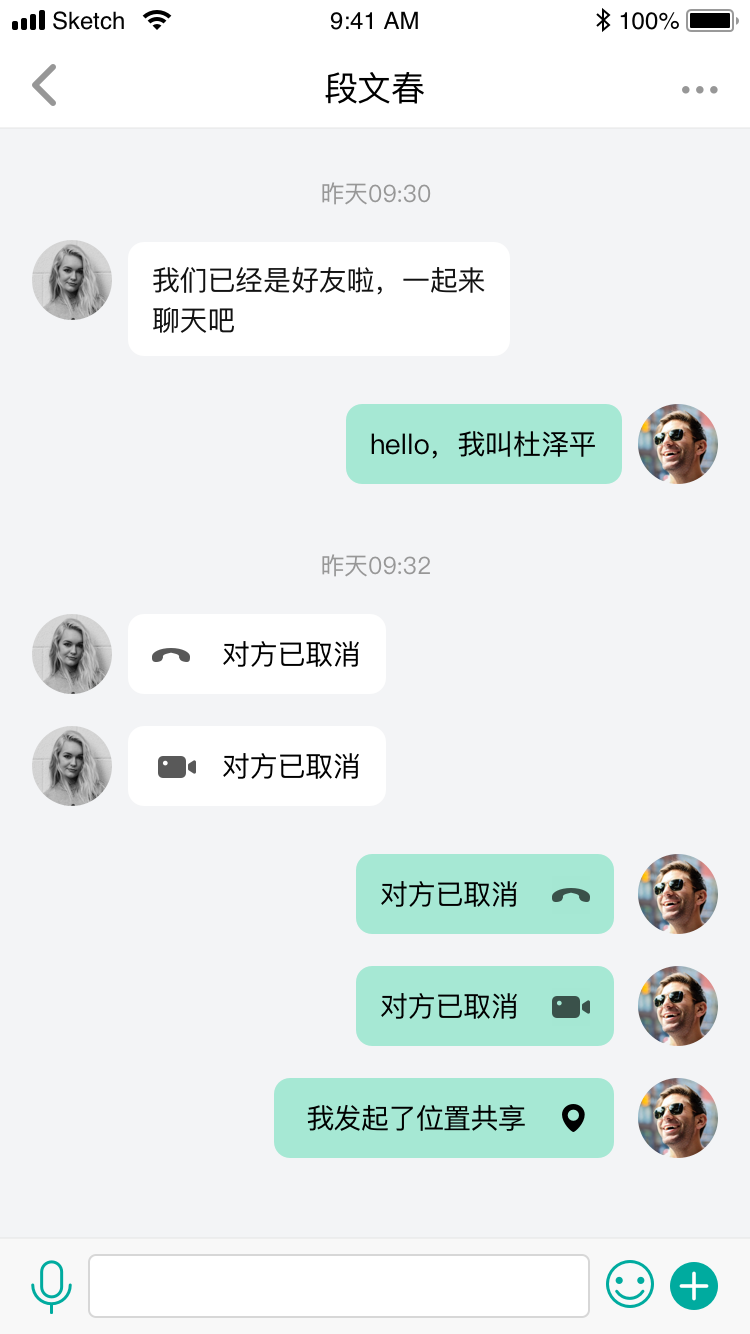 Sketch 9:41 AM 100%
段文春
昨天09:30
我们已经是好友啦，一起来
聊天吧
hello，我叫杜泽平
昨天09:32
对方已取消
对方已取消
对方已取消
对方已取消
我发起了位置共享